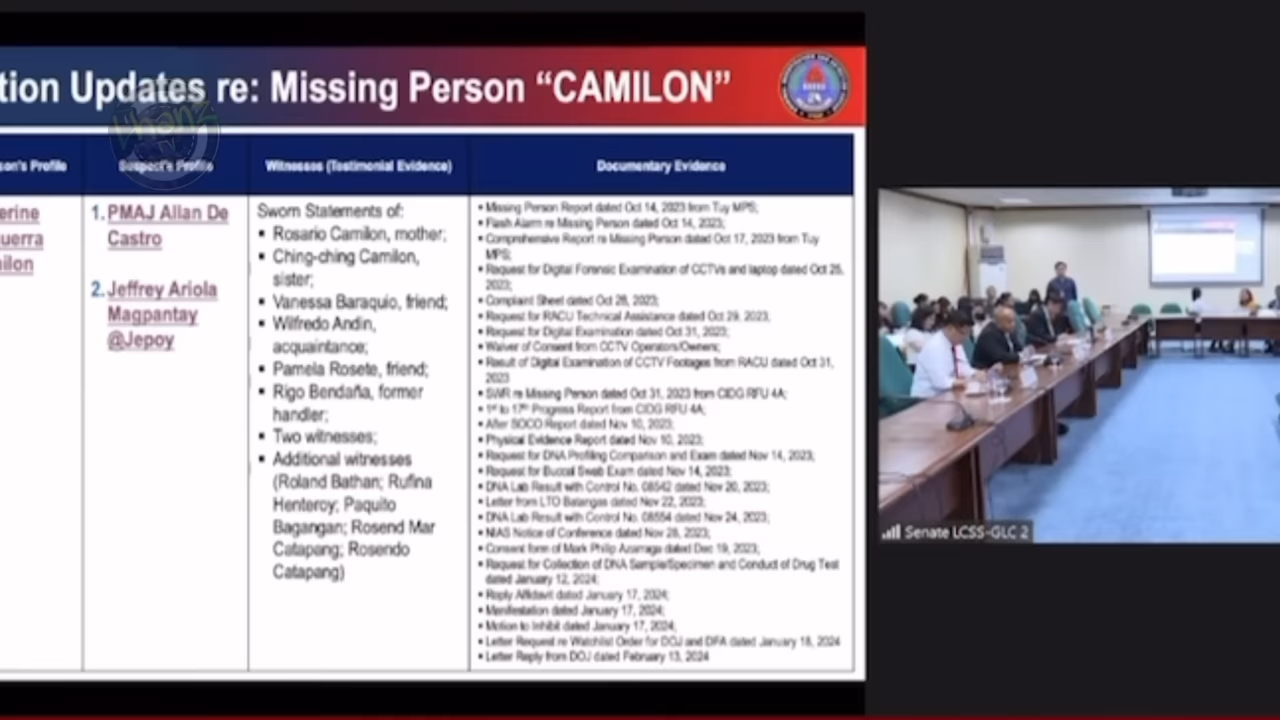 tion Updates re: Missing Person “CAMILON”
son's Profile
erine
uerra
nilon
Suspect's Profile
1. PMAJ Allan De
Castro
2. Jeffrey Ariola
Magpantay
@Jepoy
Witnesses (Testimonial Evidence)
Sworn Statements of:
▪ Rosario Camilon, mother;
▪ Ching-ching Camilon,
sister;
▪ Vanessa Baraquio, friend;
▪ Wilfredo Andin,
acquaintance;
▪ Pamela Rosete, friend;
▪ Rigo Bendaña, former
handler;
▪ Two witnesses;
▪ Additional witnesses
(Roland Bathan; Rufina
Henteroy; Paquito
Bagangan; Rosend Mar
Catapang; Rosendo
Catapang)
Documentary Evidence
• Missing Person Report dated Oct 14, 2023 from Tuy MPS;
• Flash Alarm re Missing Person dated Oct 14, 2023;
• Comprehensive Report re Missing Person dated Oct 17, 2023 from Tuy
MPS;
• Request for Digital Forensic Examination of CCTVs and laptop dated Oct 25,
2023;
• Complaint Sheet dated Oct 28, 2023;
• Request for RACU Technical Assistance dated Oct 29, 2023,
• Request for Digital Examination dated Oct 31, 2023;
• Waiver of Consent from CCTV Operators/Owners;
• Result of Digital Examination of CCTV Footages from RACU dated Oct 31,
2023
• SWR re Missing Person dated Oct 31, 2023 from CIDG RFU 4A;
• 1st to 17th Progress Report from CIDG RFU 4A;
• After SOCO Report dated Nov 10, 2023;
• Physical Evidence Report dated Nov 10, 2023;
• Request for DNA Profiling Comparison and Exam dated Nov 14, 2023;
• Request for Buccal Swab Exam dated Nov 14, 2023;
• DNA Lab Result with Control No. 08542 dated Nov 20, 2023;
• Letter from LTO Batangas dated Nov 22, 2023;
• DNA Lab Result with Control No. 08554 dated Nov 24, 2023;
• NIAS Notice of Conference dated Nov 28, 2023;
• Consent form of Mark Philip dated Dec 19, 2023;
• Request for Collection of DNA Sample/Specimen and Conduct of Drug Test
dated January 12, 2024;
• Reply Affidavit dated January 17, 2024;
• Manifestation dated January 17, 2024;
• Motion to Inhibit dated January 17, 2024;
• Letter Request re Watchlist Order for DOJ and DFA dated January 18, 2024
• Letter Reply from DOJ dated February 13, 2024
Senate LCSS-GLC 2